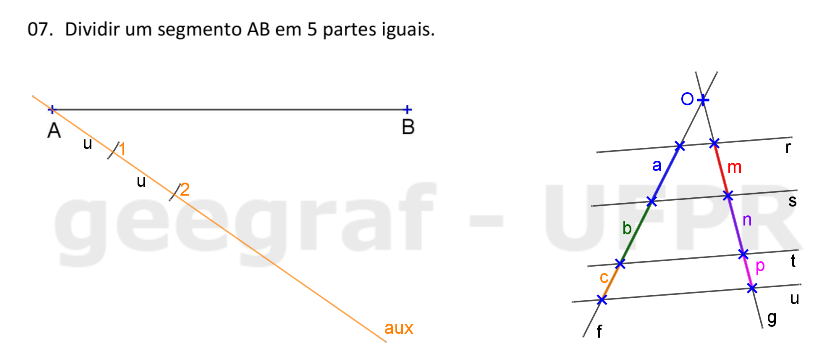 07. Dividir um segmento AB em 5 partes iguais.
A
B
u
1
u
2
aux
geegraf - UFPR
O
r
a
m
s
b
n
t
c
p
u
f
g